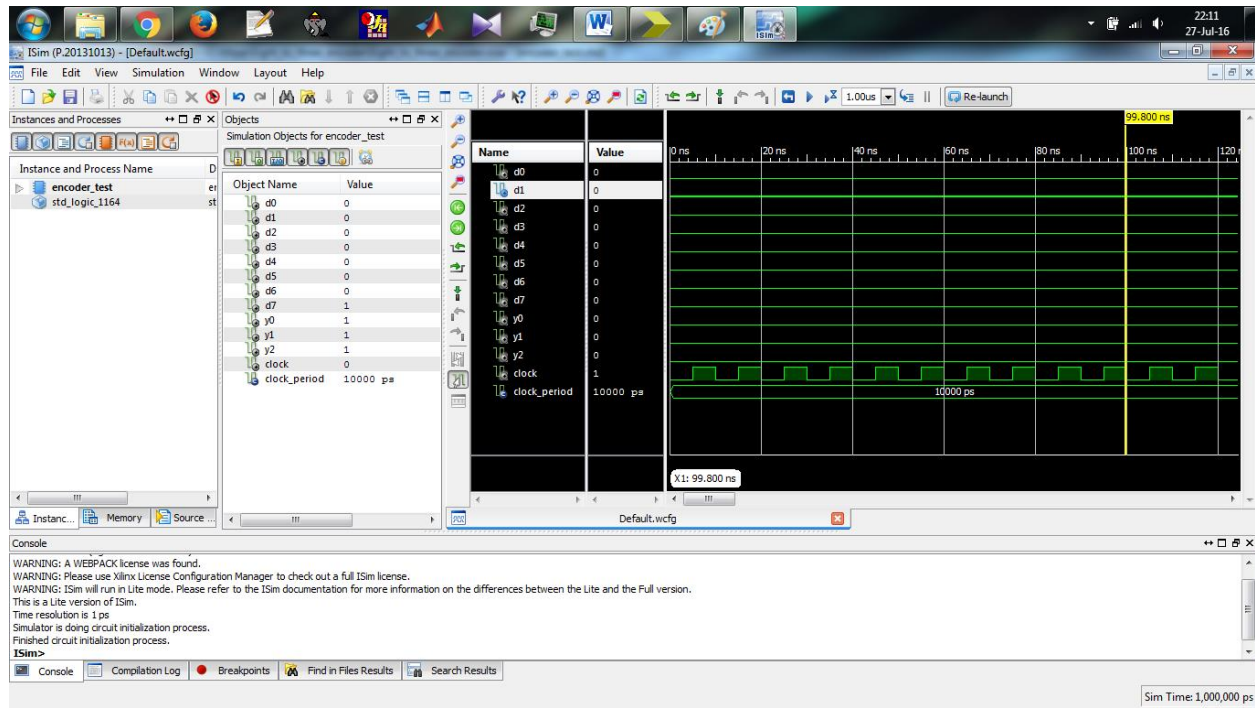 22:11
27-Jul-16
ISim
ISim (P.20131013) - [Default.wcfg]
File Edit View Simulation Window Layout Help
1.00us Re-launch
Instances and Processes
Instance and Process Name D
encoder_test er
std_logic_1164 st
Instanc... Memory Source ...
Objects
Simulation Objects for encoder_test
Object Name Value
d0 0
d1 0
d2 0
d3 0
d4 0
d5 0
d6 0
d7 1
y0 1
y1 1
y2 1
clock 0
clock_period 10000 ps
99.800 ns
Name Value 0 ns 20 ns 40 ns 60 ns 80 ns 100 ns 120
d0 0
d1 0
d2 0
d3 0
d4 0
d5 0
d6 0
d7 0
y0 0
y1 0
y2 0
clock 1
clock_period 10000 ps 10000 ps
X1: 99.800 ns
Default.wcfg
Console
WARNING: A WEBPACK license was found.
WARNING: Please use Xilinx License Configuration Manager to check out a full ISim license.
WARNING: ISim will run in Lite mode. Please refer to the ISim documentation for more information on the differences between the Lite and the Full version.
This is a Lite version of ISim.
Time resolution is 1 ps
Simulator is doing circuit initialization process.
Finished circuit initialization process.
ISim>
Console Compilation Log Breakpoints Find in Files Results Search Results
Sim Time: 1,000,000 ps